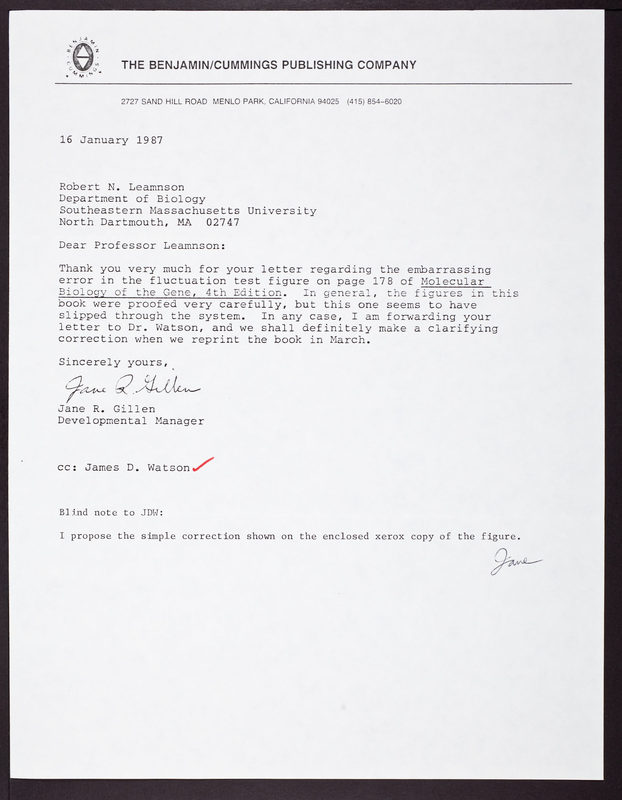 BENJAMIN
CUMMINGS
THE BENJAMIN/CUMMINGS PUBLISHING COMPANY
2727 SAND HILL ROAD MENLO PARK, CALIFORNIA 94025 (415) 854-6020
16 January 1987
Robert N. Leamnson
Department of Biology
Southeastern Massachusetts University
North Dartmouth, MA 02747
Dear Professor Leamnson:
Thank you very much for your letter regarding the embarrassing
error in the fluctuation test figure on page 178 of Molecular
Biology of the Gene, 4th Edition. In general, the figures in this
book were proofed very carefully, but this one seems to have
slipped through the system. In any case, I am forwarding your
letter to Dr. Watson, and we shall definitely make a clarifying
correction when we reprint the book in March.
Sincerely yours,
Jane R. Gillen
Jane R. Gillen
Developmental Manager
cc: James D. Watson
Blind note to JDW:
I propose the simple correction shown on the enclosed xerox copy of the figure.
Jane